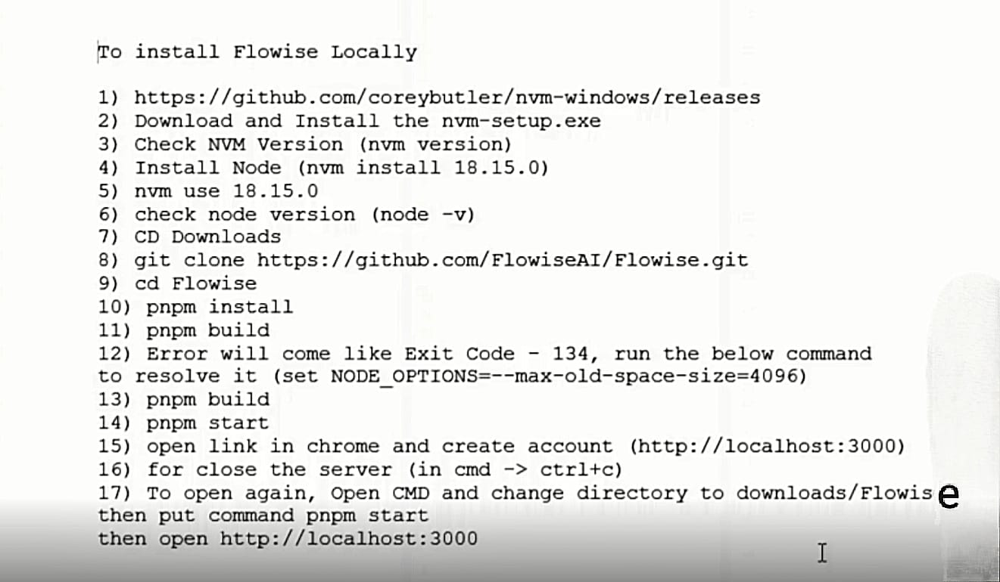 To install Flowise Locally
1) https://github.com/coreybutler/nvm-windows/releases
2) Download and Install the nvm-setup.exe
3) Check NVM Version (nvm version)
4) Install Node (nvm install 18.15.0)
5) nvm use 18.15.0
6) check node version (node -v)
7) CD Downloads
8) git clone https://github.com/FlowiseAI/Flowise.git
9) cd Flowise
10) pnpm install
11) pnpm build
12) Error will come like Exit Code - 134, run the below command
to resolve it (set NODE_OPTIONS=--max-old-space-size=4096)
13) pnpm build
14) pnpm start
15) open link in chrome and create account (http://localhost:3000)
16) for close the server (in cmd -> ctrl+c)
17) To open again, Open CMD and change directory to downloads/Flowise
then put command pnpm start
then open http://localhost:3000